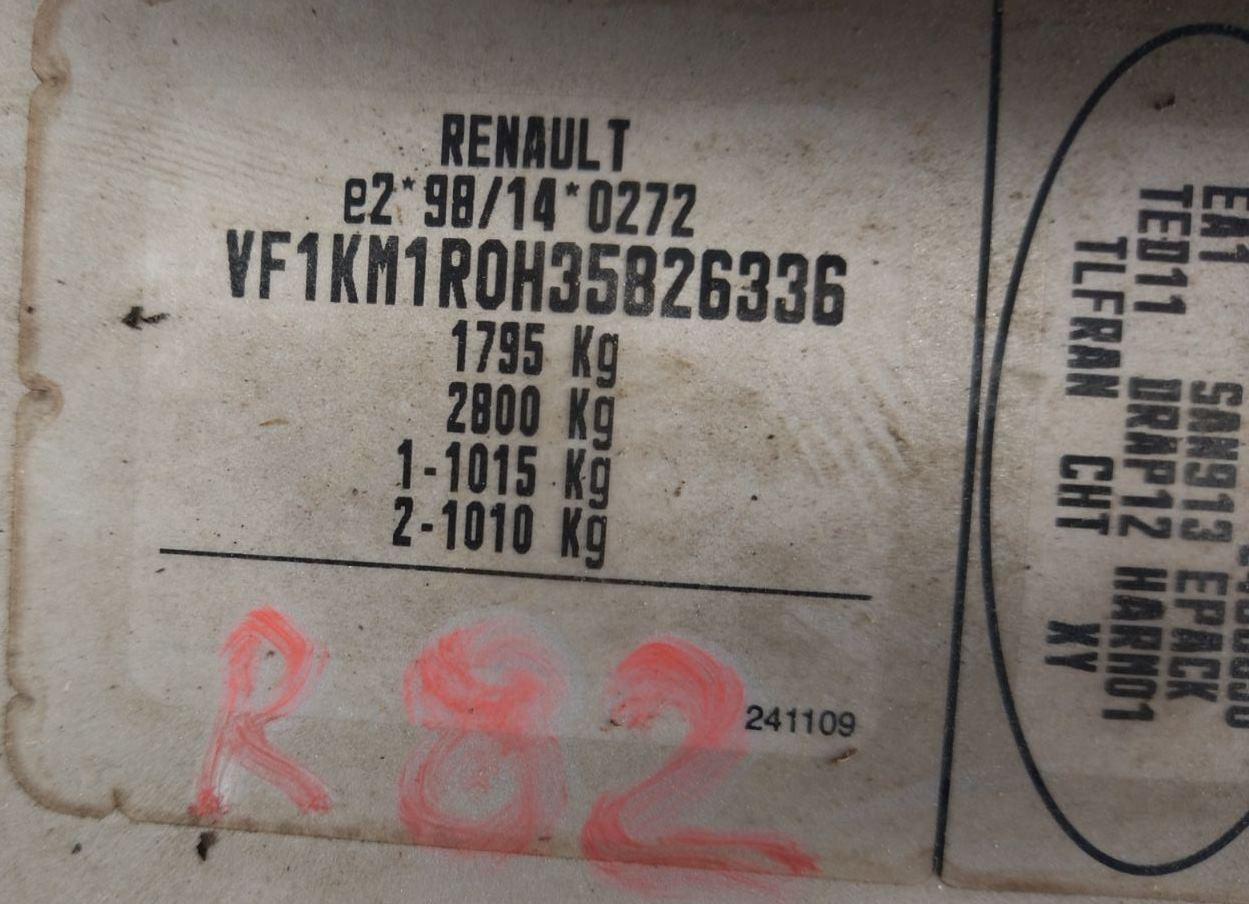 RENAULT
e2*98/14*0272
VF1KM1R0H35826336
1795 Kg
2800 Kg
1-1015 Kg
2-1010 Kg
R 82
241109
EA1
SAN913 EPACK
TED11 DRAP12 HARM01
TLFRAN CHT XY